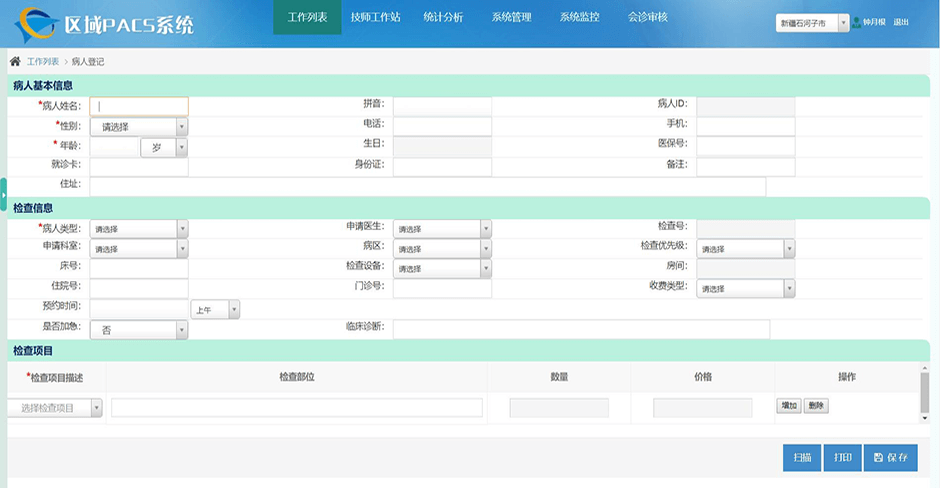 区域PACS系统 工作列表 技师工作站 统计分析 系统管理 系统监控 会诊审核 新疆石河子市 钟月根 退出
工作列表 > 病人登记
病人基本信息
*病人姓名： 拼音： 病人ID：
*性别： 请选择 电话： 手机：
*年龄： 岁 生日： 医保号：
就诊卡： 身份证： 备注：
住址：
检查信息
*病人类型： 请选择 申请医生： 请选择 检查号：
申请科室： 请选择 病区： 请选择 检查优先级： 请选择
床号： 检查设备： 请选择 房间：
住院号： 门诊号： 收费类型： 请选择
预约时间： 上午
是否加急： 否 临床诊断：
检查项目
*检查项目描述 检查部位 数量 价格 操作
选择检查项目 增加 删除
扫描 打印 保存